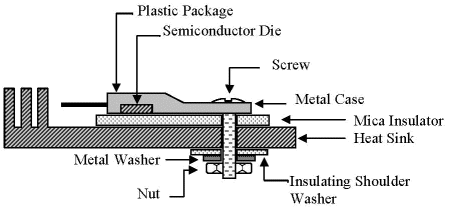 Plastic Package
Semiconductor Die
Screw
Metal Case
Mica Insulator
Heat Sink
Metal Washer
Nut
Insulating Shoulder
Washer